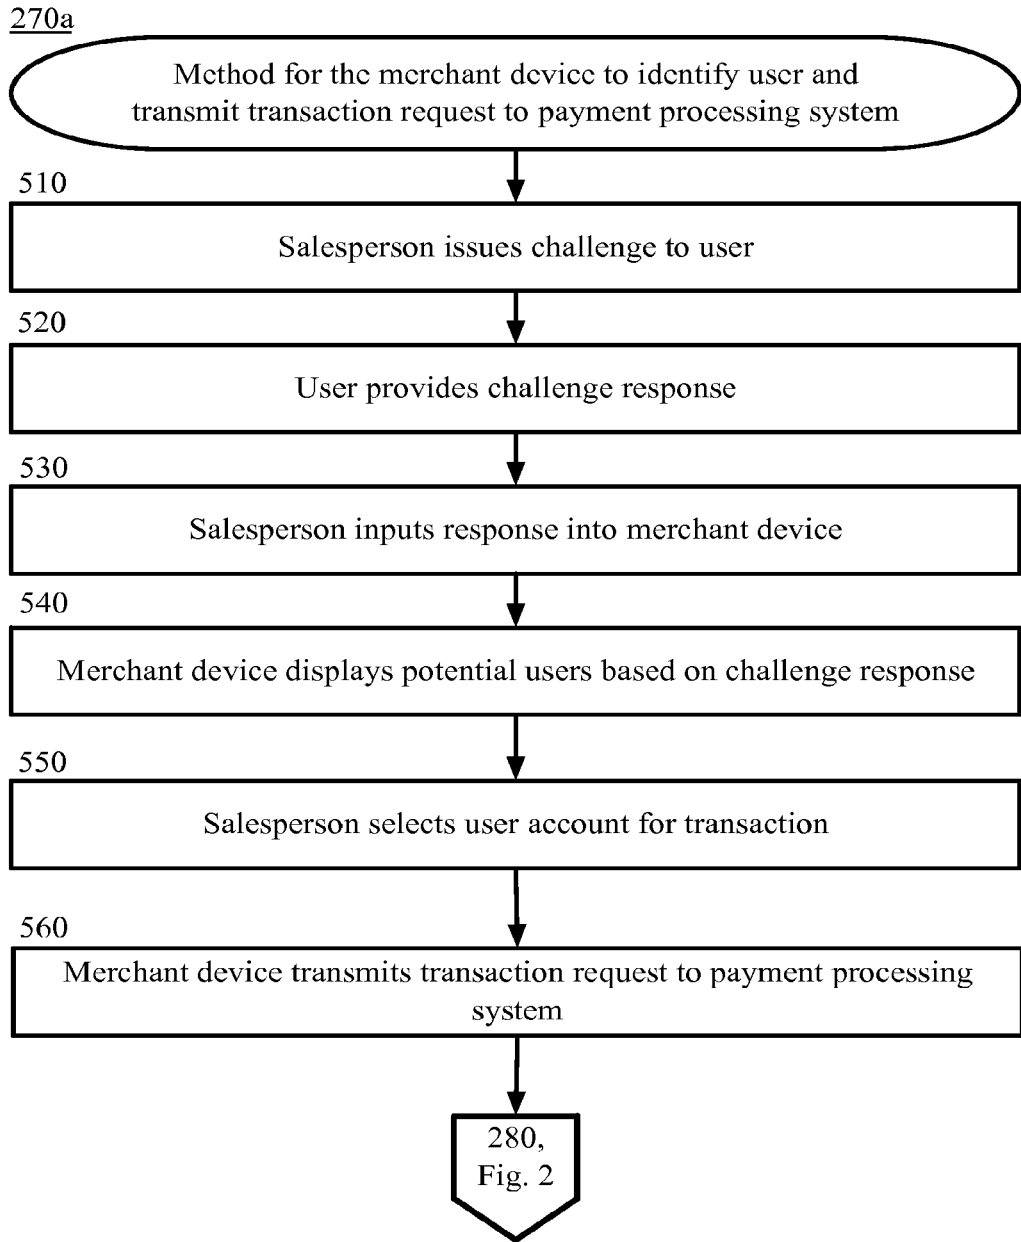 270a
Method for the merchant device to identify user and
transmit transaction request to payment processing system
510
Salesperson issues challenge to user
520
User provides challenge response
530
Salesperson inputs response into merchant device
540
Merchant device displays potential users based on challenge response
550
Salesperson selects user account for transaction
560
Merchant device transmits transaction request to payment processing
system
280,
Fig. 2